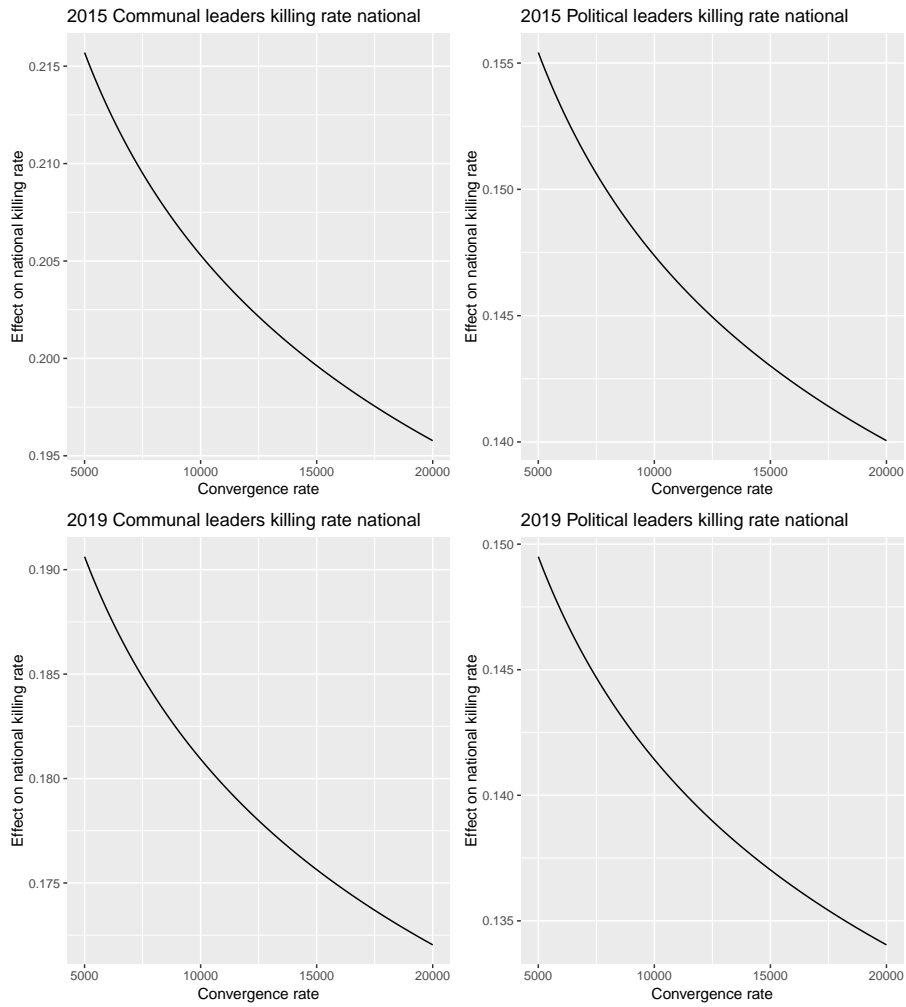 2015 Communal leaders killing rate national
Effect on national killing rate
0.215
0.210
0.205
0.200
0.195
5000 10000 15000 20000
Convergence rate
2015 Political leaders killing rate national
Effect on national killing rate
0.155
0.150
0.145
0.140
5000 10000 15000 20000
Convergence rate
2019 Communal leaders killing rate national
Effect on national killing rate
0.190
0.185
0.180
0.175
5000 10000 15000 20000
Convergence rate
2019 Political leaders killing rate national
Effect on national killing rate
0.150
0.145
0.140
0.135
5000 10000 15000 20000
Convergence rate